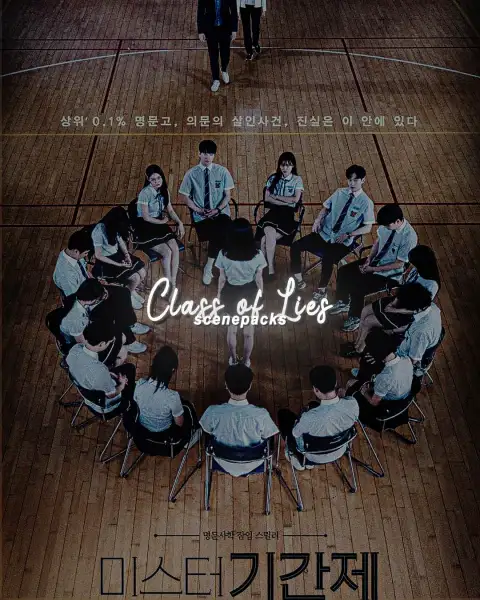 상위 0.1% 명문고, 의문의 살인사건, 진실은 이 안에 있다
Class of Lies
scenepacks
명문사학 잠입 스릴러
미스터 기간제